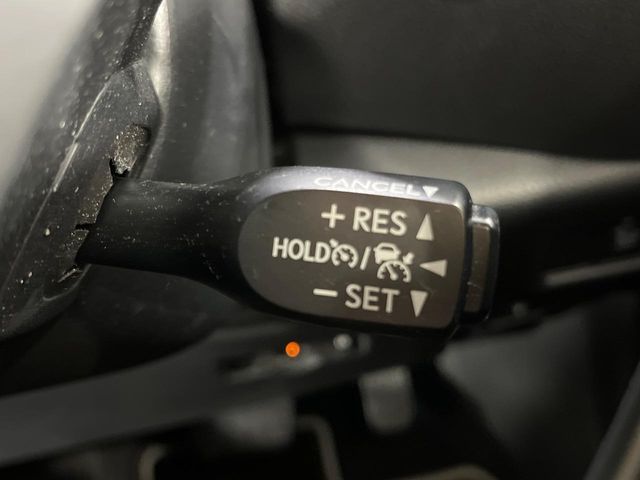 CANCEL▼
+ RES ▲
HOLD / ◄
− SET ▼